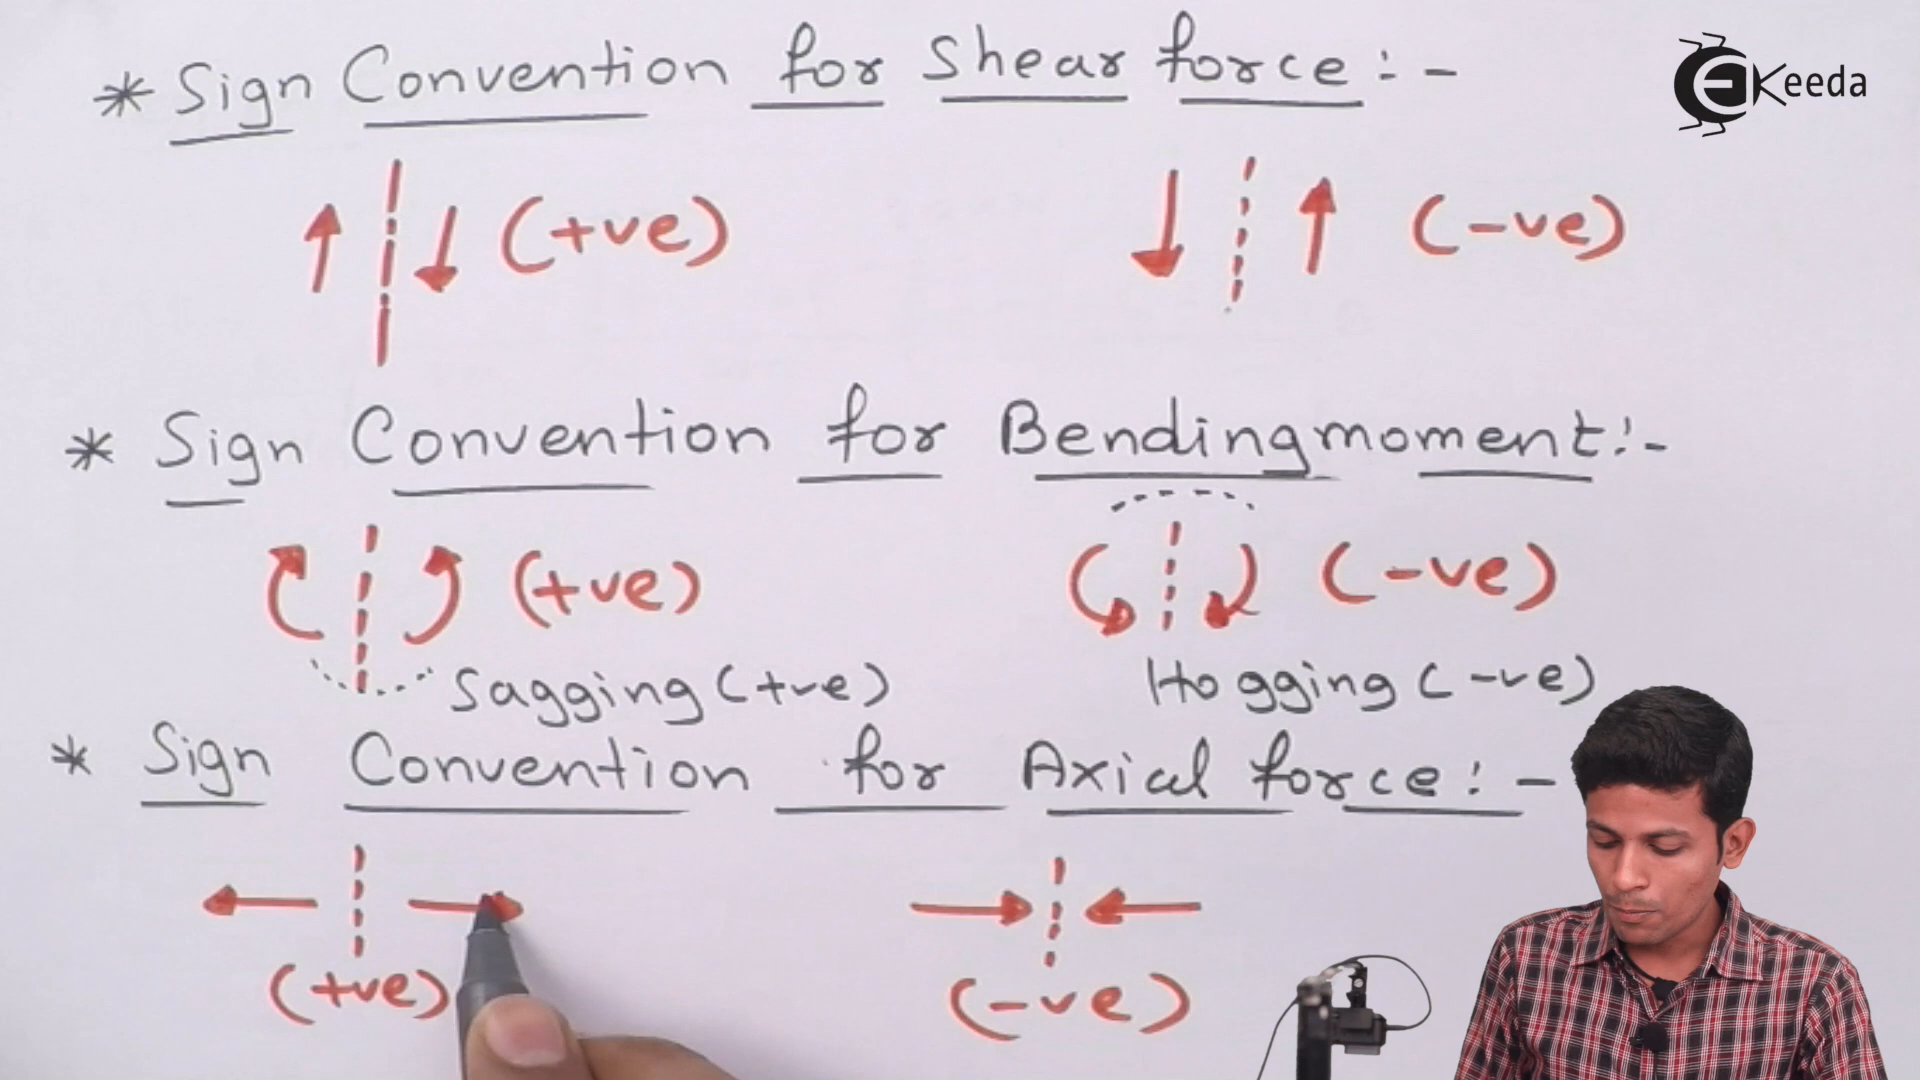 * Sign Convention for Shear force:-
EKeeda
(+ve) (-ve)
* Sign Convention for Bendingmoment:-
(+ve) (-ve)
Sagging (+ve) Hogging (-ve)
* Sign Convention for Axial force:-
(+ve) (-ve)